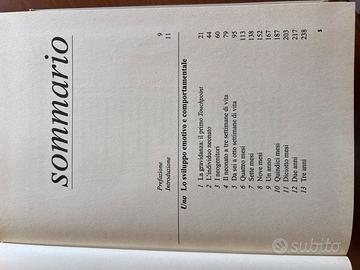 sommario
Prefazione 9
Introduzione 11
Uno Lo sviluppo emotivo e comportamentale
1 La gravidanza: il primo Touchpoint 21
2 L'individuo neonato 44
3 I neogenitori 60
4 Il neonato a tre settimane di vita 79
5 Da sei a otto settimane di vita 95
6 Quattro mesi 113
7 Sette mesi 138
8 Nove mesi 152
9 Un anno 167
10 Quindici mesi 187
11 Diciotto mesi 203
12 Due anni 217
13 Tre anni 238
5
subito